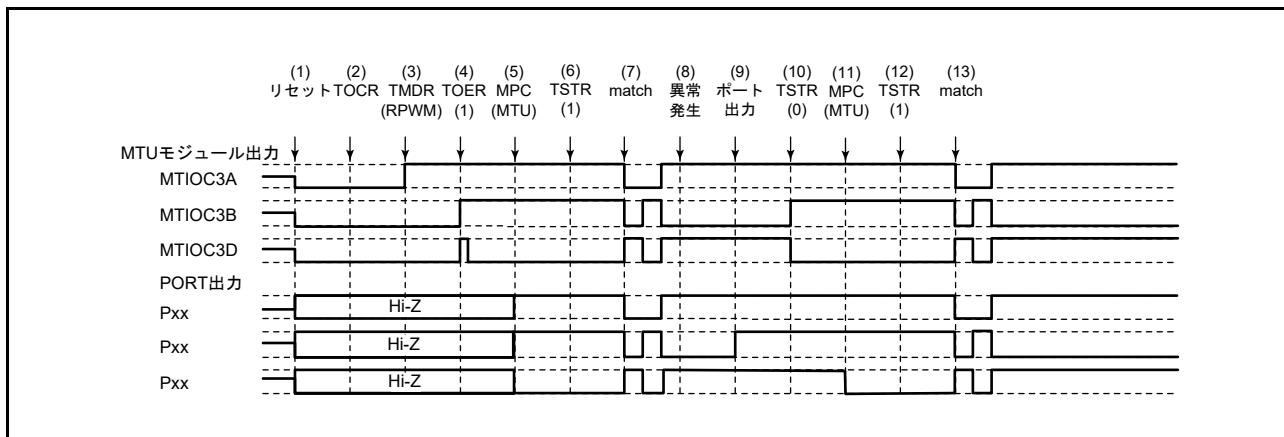 (1) (2) (3) (4) (5) (6) (7) (8) (9) (10) (11) (12) (13)
リセット TOCR TMDR TOER MPC TSTR match 異常 ポート TSTR MPC TSTR match
(RPWM) (1) (MTU) (1) 発生 出力 (0) (MTU) (1)
MTUモジュール出力
MTIOC3A
MTIOC3B
MTIOC3D
PORT出力
Pxx Hi-Z
Pxx Hi-Z
Pxx Hi-Z